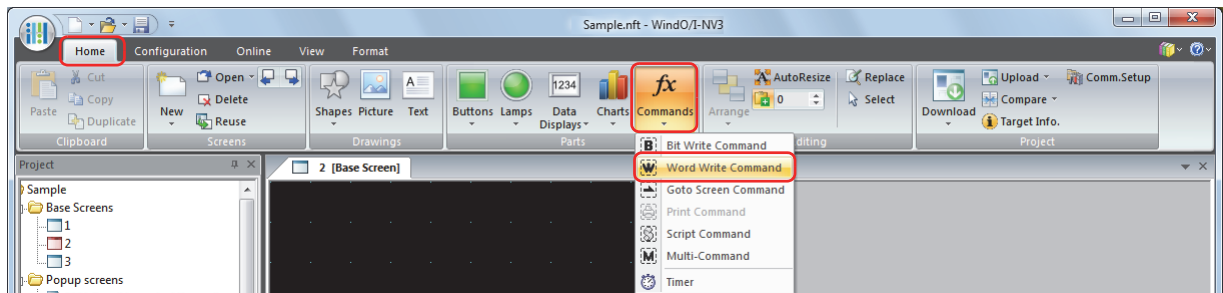 Sample.nft - WindO/I-NV3
Home Configuration Online View Format
Cut Open AutoResize Replace Upload Comm.Setup
Copy Delete 1234 fx 0 Select Compare
Paste Duplicate New Reuse Shapes Picture Text Buttons Lamps Data Displays Charts Commands Arrange Download Target Info.
Clipboard Screens Drawings Parts diting Project
Project 2 [Base Screen] Bit Write Command
Sample Word Write Command
Base Screens Goto Screen Command
1 Print Command
2 Script Command
3 Multi-Command
Popup screens Timer